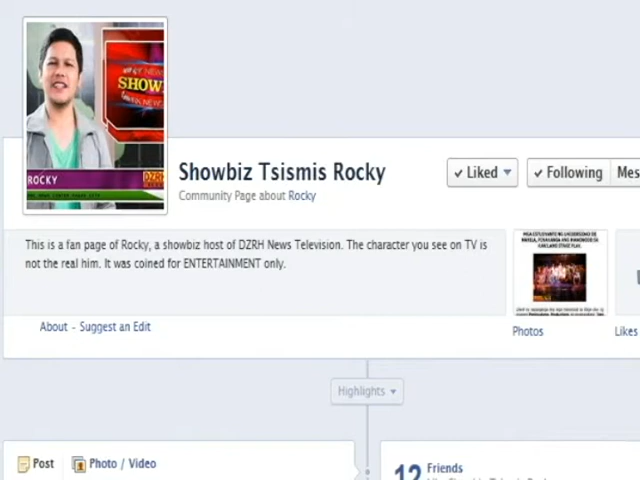 SHOW
ROCKY
DZRH
Showbiz Tsismis Rocky
Community Page about Rocky
Liked
Following
Mes
This is a fan page of Rocky, a showbiz host of DZRH News Television. The character you see on TV is
not the real him. It was coined for ENTERTAINMENT only.
About - Suggest an Edit
Photos
Likes
Highlights
Post
Photo / Video
12 Friends